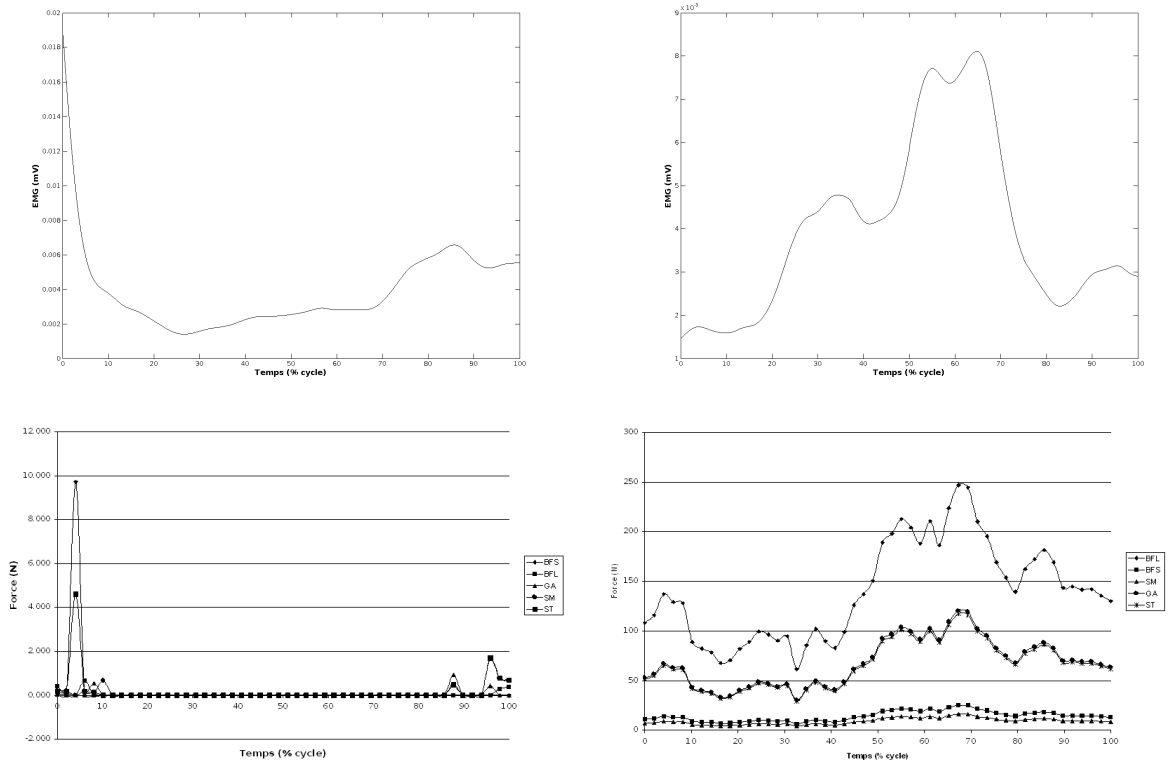 0.02
0.018
0.016
0.014
0.012
0.01
0.008
0.006
0.004
0.002
0
EMG (mV)
0 10 20 30 40 50 60 70 80 90 100
Temps (% cycle)
9 x 10⁻⁵
8
7
6
5
4
3
2
1
EMG (mV)
0 10 20 30 40 50 60 70 80 90 100
Temps (% cycle)
12.000
10.000
8.000
6.000
4.000
2.000
0.000
-2.000
Force (N)
0 10 20 30 40 50 60 70 80 90 100
Temps (% cycle)
BFS
BFL
GA
SM
ST
300
250
200
150
100
50
0
Force (N)
0 10 20 30 40 50 60 70 80 90 100
Temps (% cycle)
BFL
BFS
SM
GA
ST